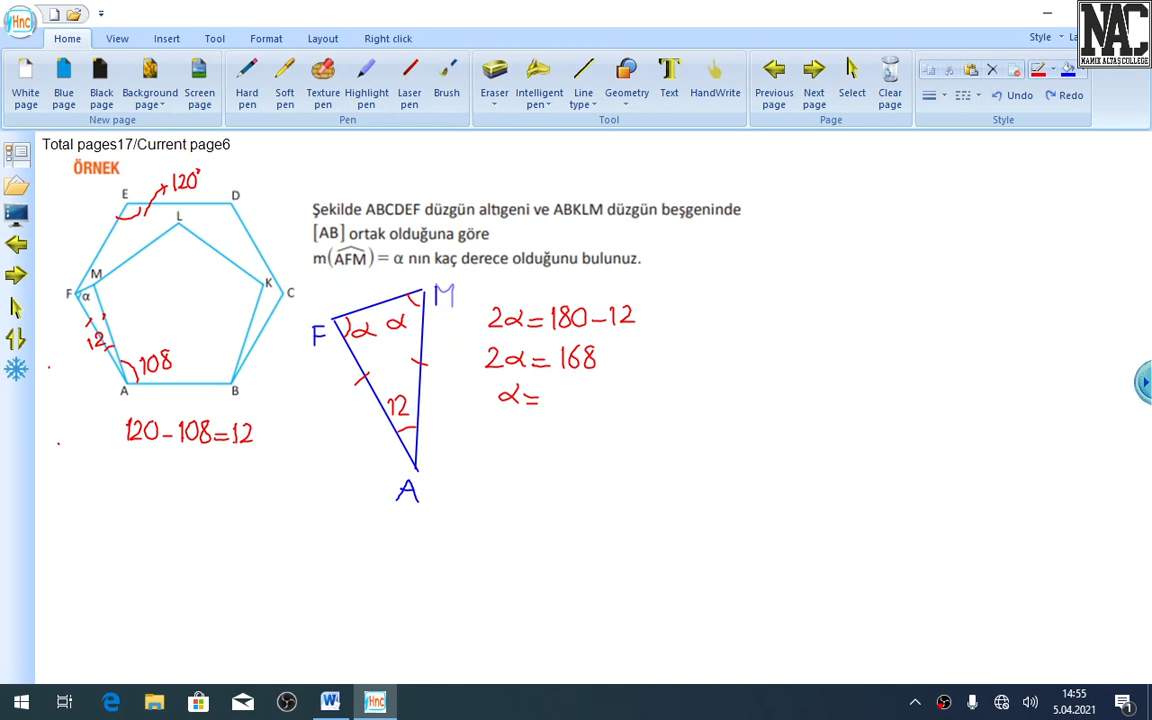 Hnc
NAC
NAMIK ALTAS COLLEGE
Home View Insert Tool Format Layout Right click
Style
White page
Blue page
Black page
Background page
Screen page
Hard pen
Soft pen
Texture pen
Highlight pen
Laser pen
Brush
Eraser
Intelligent pen
Line type
Geometry
Text
HandWrite
Previous page
Next page
Select
Clear page
Undo
Redo
New page
Pen
Tool
Page
Style
Total pages17/Current page6
ÖRNEK
120°
E D
L
M
F α K C
12
108
A B
120-108=12
Şekilde ABCDEF düzgün altıgeni ve ABKLM düzgün beşgeninde
[AB] ortak olduğuna göre
m(AFM) = α nın kaç derece olduğunu bulunuz.
M
F α α
12
A
2α=180-12
2α=168
α=
14:55
5.04.2021
1